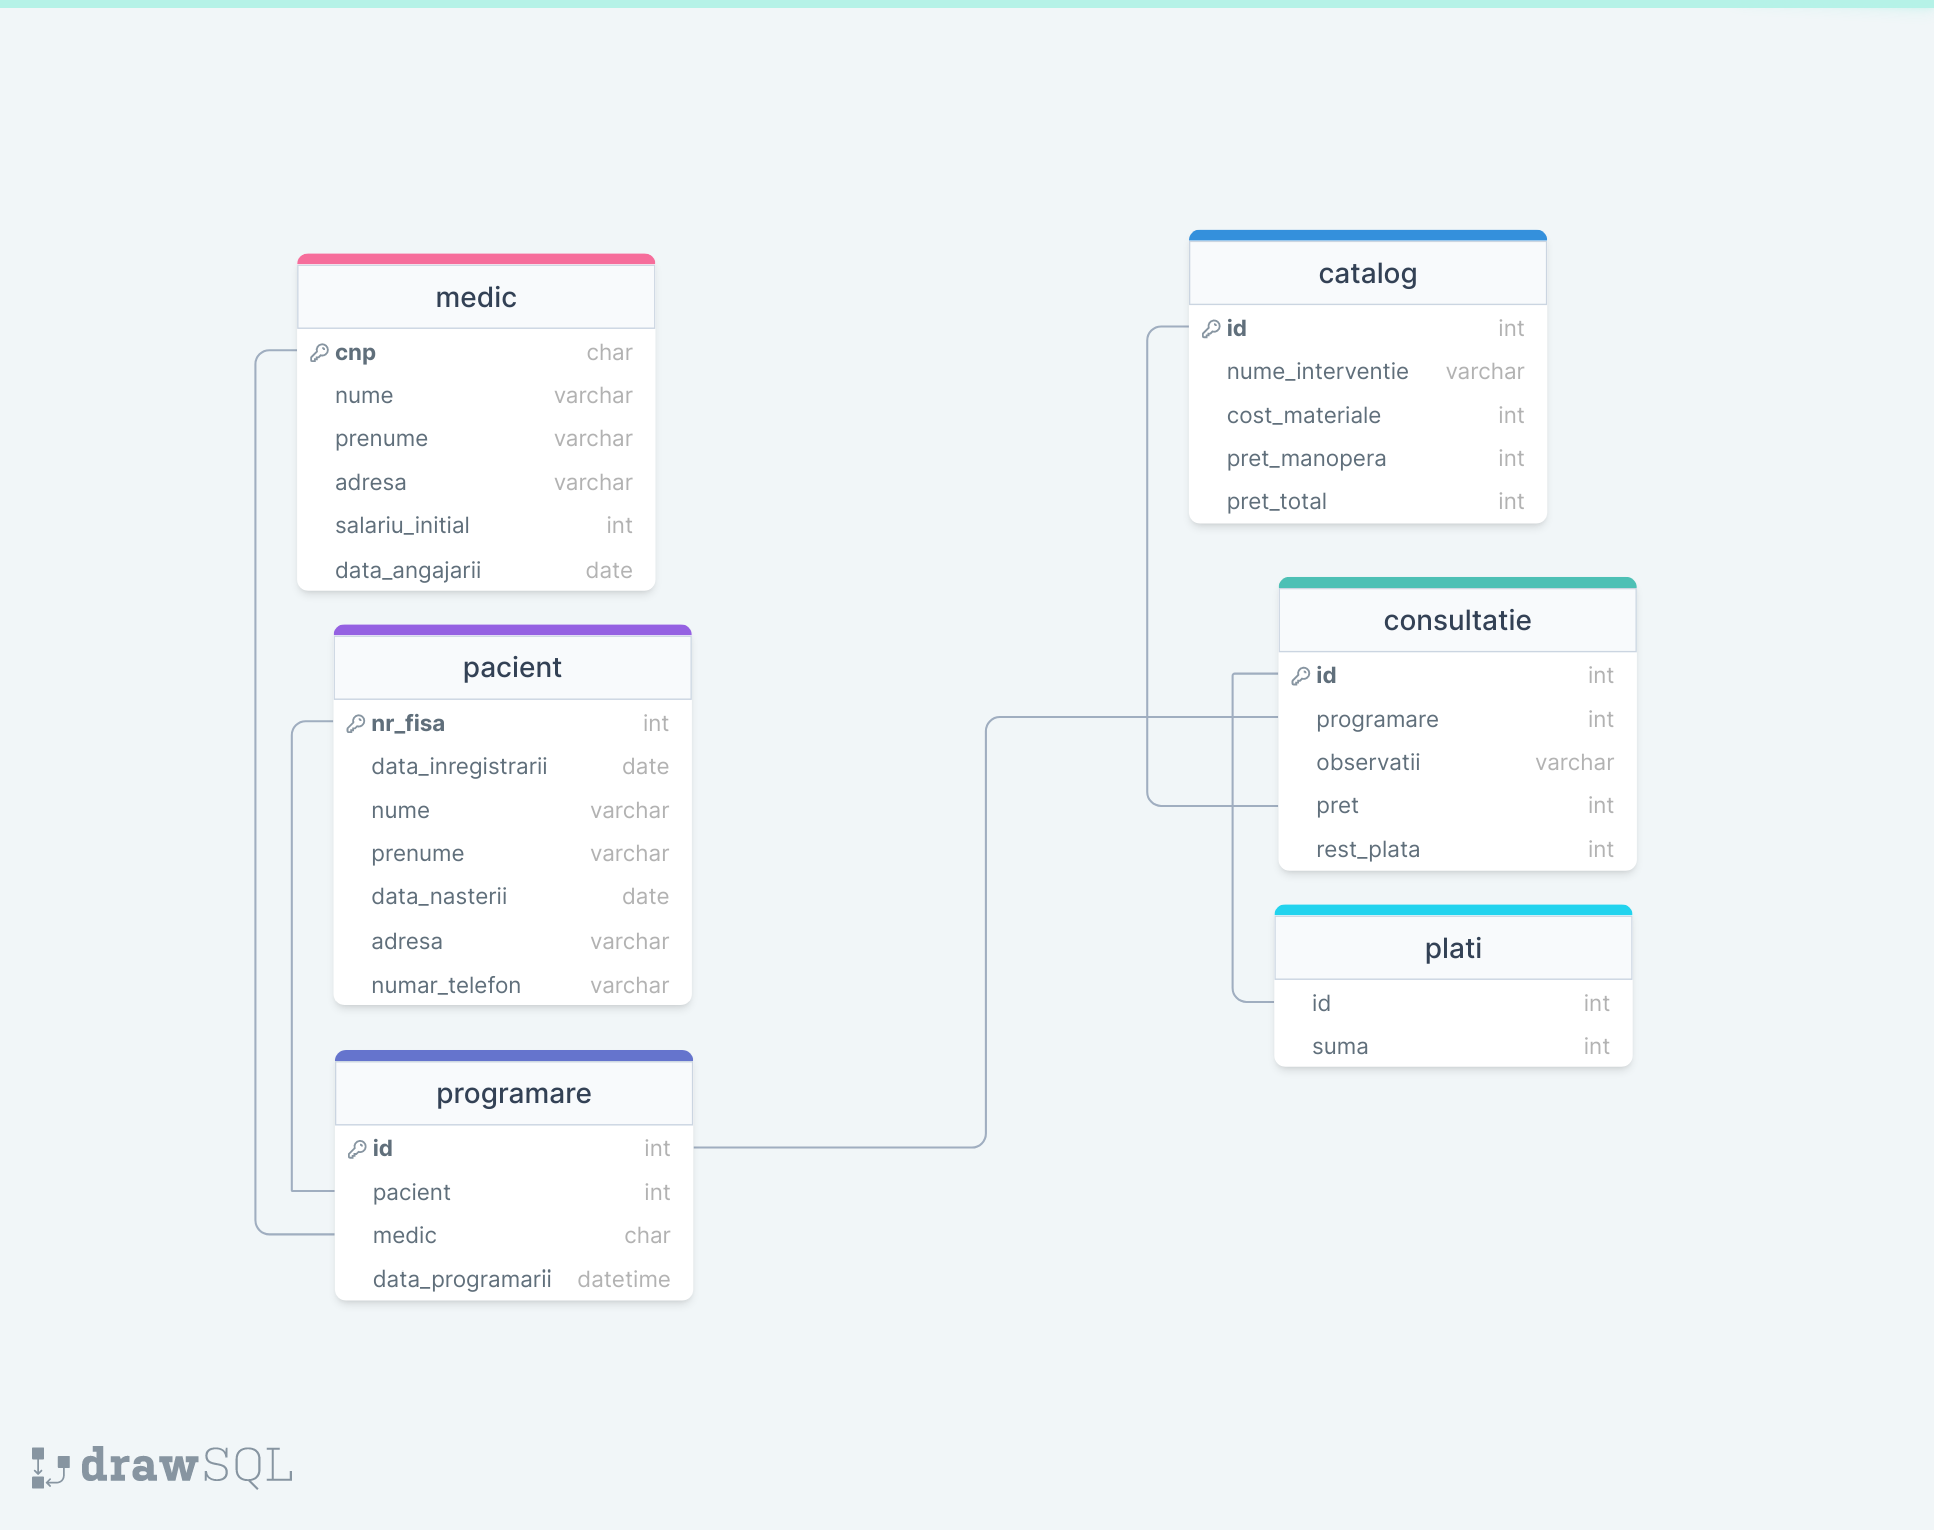 medic
cnp char
nume varchar
prenume varchar
adresa varchar
salariu_initial int
data_angajarii date
pacient
nr_fisa int
data_inregistrarii date
nume varchar
prenume varchar
data_nasterii date
adresa varchar
numar_telefon varchar
programare
id int
pacient int
medic char
data_programarii datetime
catalog
id int
nume_interventie varchar
cost_materiale int
pret_manopera int
pret_total int
consultatie
id int
programare int
observatii varchar
pret int
rest_plata int
plati
id int
suma int
drawSQL